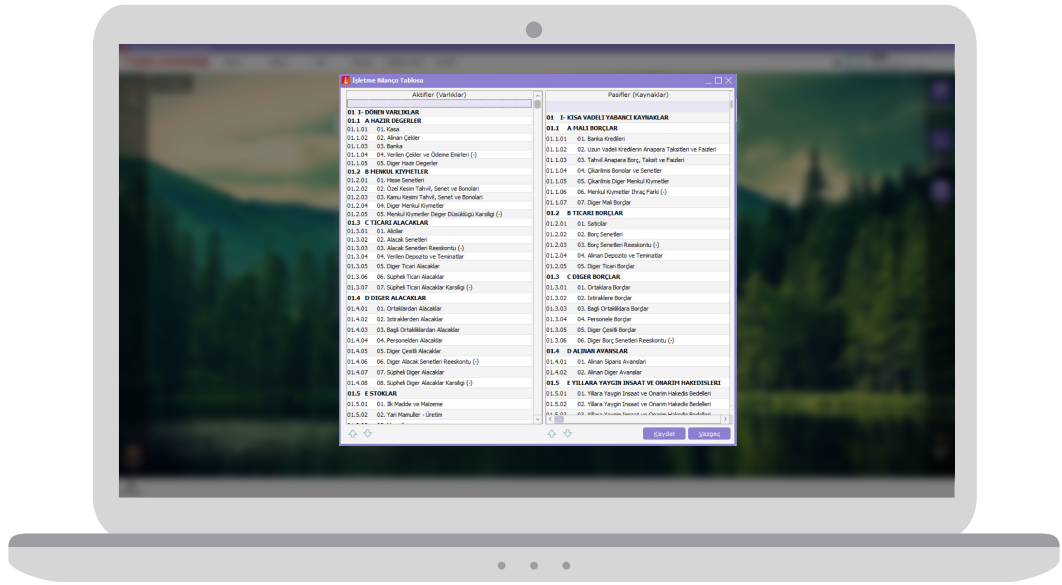 İşletme Bilanço Tablosu
Aktifler (Varlıklar)
01 I- DÖNEN VARLIKLAR
01.1 A HAZIR DEGERLER
01.1.01 01. Kasa
01.1.02 02. Alınan Çekler
01.1.03 03. Banka
01.1.04 04. Verilen Çekler ve Ödeme Emirleri (-)
01.1.05 05. Diger Hazir Degerler
01.2 B MENKUL KIYMETLER
01.2.01 01. Hisse Senetleri
01.2.02 02. Özel Kesim Tahvil, Senet ve Bonolari
01.2.03 03. Kamu Kesimi Tahvil, Senet ve Bonolari
01.2.04 04. Diger Menkul Kiymetler
01.2.05 05. Menkul Kiymetler Deger Düsüklügü Karsiligi (-)
01.3 C TICARI ALACAKLAR
01.3.01 01. Alicilar
01.3.02 02. Alacak Senetleri
01.3.03 03. Alacak Senetleri Reeskontu (-)
01.3.04 04. Verilen Depozito ve Teminatlar
01.3.05 05. Diger Ticari Alacaklar
01.3.06 06. Süpheli Ticari Alacaklar
01.3.07 07. Süpheli Ticari Alacaklar Karsiligi (-)
01.4 D DIGER ALACAKLAR
01.4.01 01. Ortaklardan Alacaklar
01.4.02 02. Istiraklerden Alacaklar
01.4.03 03. Bagli Ortakliklardan Alacaklar
01.4.04 04. Personelden Alacaklar
01.4.05 05. Diger Çesitli Alacaklar
01.4.06 06. Diger Alacak Senetleri Reeskontu (-)
01.4.07 07. Süpheli Diger Alacaklar
01.4.08 08. Süpheli Diger Alacaklar Karsiligi (-)
01.5 E STOKLAR
01.5.01 01. Ilk Madde ve Malzeme
01.5.02 02. Yari Mamuller - Üretim
Pasifler (Kaynaklar)
01 I- KISA VADELI YABANCI KAYNAKLAR
01.1 A MALI BORÇLAR
01.1.01 01. Banka Kredileri
01.1.02 02. Uzun Vadeli Kredilerin Anapara Taksitleri ve Faizleri
01.1.03 03. Tahvil Anapara Borç, Taksit ve Faizleri
01.1.04 04. Çikarilmis Bonolar ve Senetler
01.1.05 05. Çikarilmis Diger Menkul Kiymetler
01.1.06 06. Menkul Kiymetler Ihraç Farki (-)
01.1.07 07. Diger Mali Borçlar
01.2 B TICARI BORÇLAR
01.2.01 01. Saticilar
01.2.02 02. Borç Senetleri
01.2.03 03. Borç Senetleri Reeskontu (-)
01.2.04 04. Alinan Depozito ve Teminatlar
01.2.05 05. Diger Ticari Borçlar
01.3 C DIGER BORÇLAR
01.3.01 01. Ortaklara Borçlar
01.3.02 02. Istiraklere Borçlar
01.3.03 03. Bagli Ortakliklara Borçlar
01.3.04 04. Personele Borçlar
01.3.05 05. Diger Çesitli Borçlar
01.3.06 06. Diger Borç Senetleri Reeskontu (-)
01.4 D ALINAN AVANSLAR
01.4.01 01. Alinan Siparis Avanslari
01.4.02 02. Alinan Diger Avanslar
01.5 E YILLARA YAYGIN INSAAT VE ONARIM HAKEDISLERI
01.5.01 01. Yillara Yaygin Insaat ve Onarim Hakedis Bedelleri
01.5.02 02. Yillara Yaygin Insaat ve Onarim Hakedis Bedelleri
Kaydet
Vazgeç